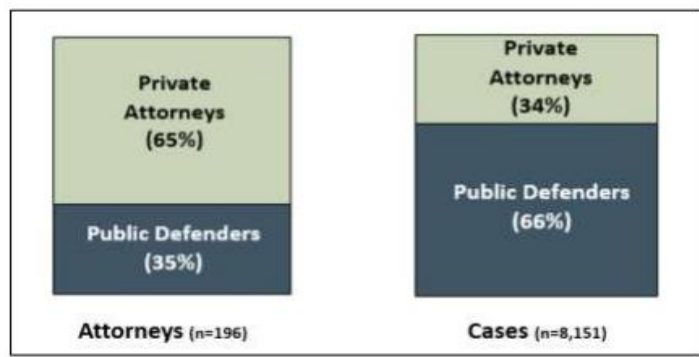 Private
Attorneys
(65%)
Public Defenders
(35%)
Attorneys (n=196)
Private
Attorneys
(34%)
Public Defenders
(66%)
Cases (n=8,151)